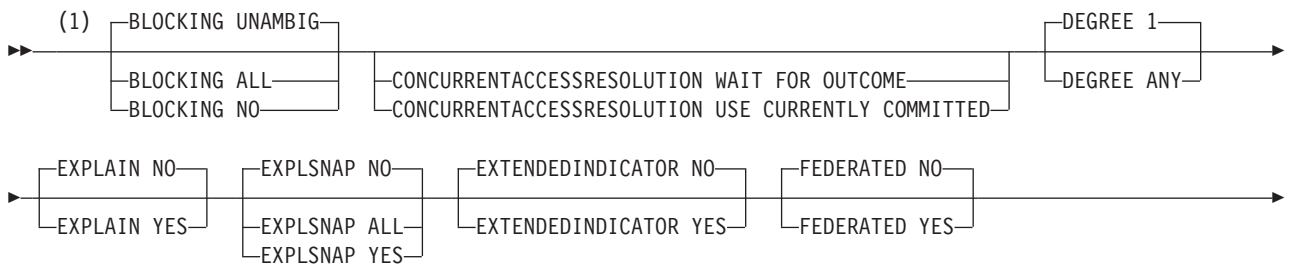 (1) BLOCKING UNAMBIG DEGREE 1
BLOCKING ALL CONCURRENTACCESSRESOLUTION WAIT FOR OUTCOME DEGREE ANY
BLOCKING NO CONCURRENTACCESSRESOLUTION USE CURRENTLY COMMITTED
EXPLAIN NO EXPLSNAP NO EXTENDEDINDICATOR NO FEDERATED NO
EXPLAIN YES EXPLSNAP ALL EXTENDEDINDICATOR YES FEDERATED YES
EXPLSNAP YES